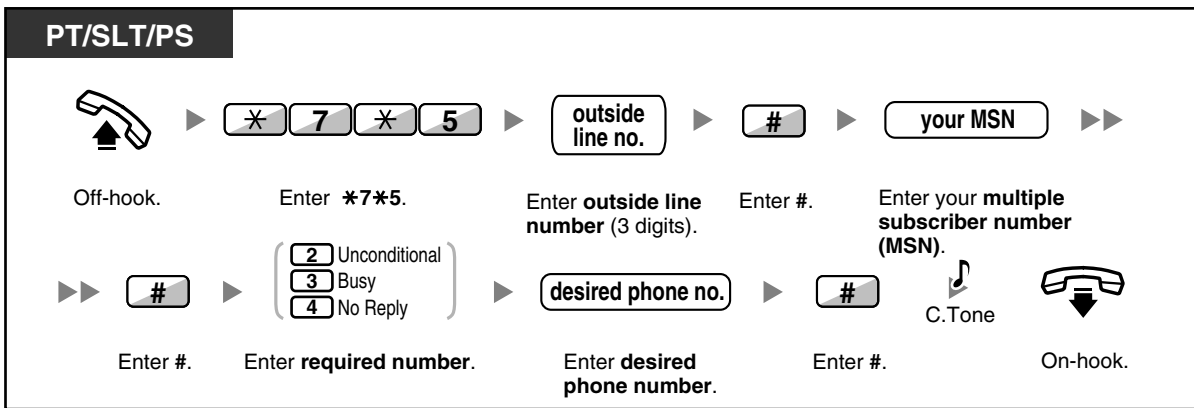 PT/SLT/PS
* 7 * 5
outside
line no.
#
your MSN
Off-hook.
Enter *7*5.
Enter outside line
number (3 digits).
Enter #.
Enter your multiple
subscriber number
(MSN).
#
2 Unconditional
3 Busy
4 No Reply
desired phone no.
#
C.Tone
Enter #.
Enter required number.
Enter desired
phone number.
Enter #.
On-hook.